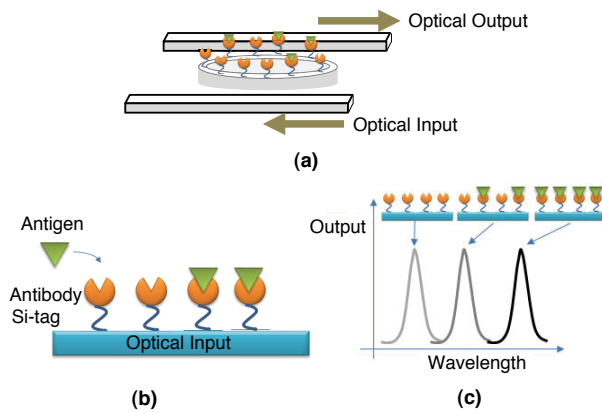 Optical Output
Optical Input
(a)
Antigen
Antibody
Si-tag
Optical Input
(b)
Output
Wavelength
(c)